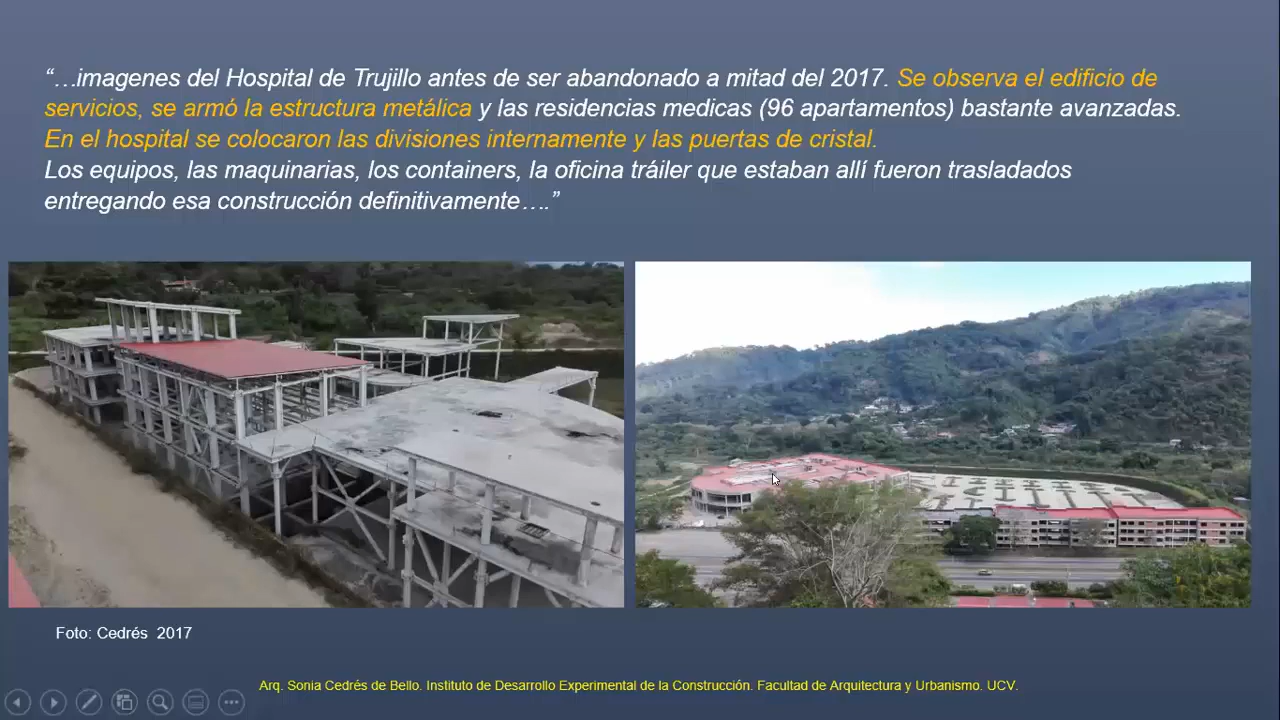 “…imagenes del Hospital de Trujillo antes de ser abandonado a mitad del 2017. Se observa el edificio de
servicios, se armó la estructura metálica y las residencias medicas (96 apartamentos) bastante avanzadas.
En el hospital se colocaron las divisiones internamente y las puertas de cristal.
Los equipos, las maquinarias, los containers, la oficina tráiler que estaban allí fueron trasladados
entregando esa construcción definitivamente….”
Foto: Cedrés 2017
Arq. Sonia Cedrés de Bello. Instituto de Desarrollo Experimental de la Construcción. Facultad de Arquitectura y Urbanismo. UCV.